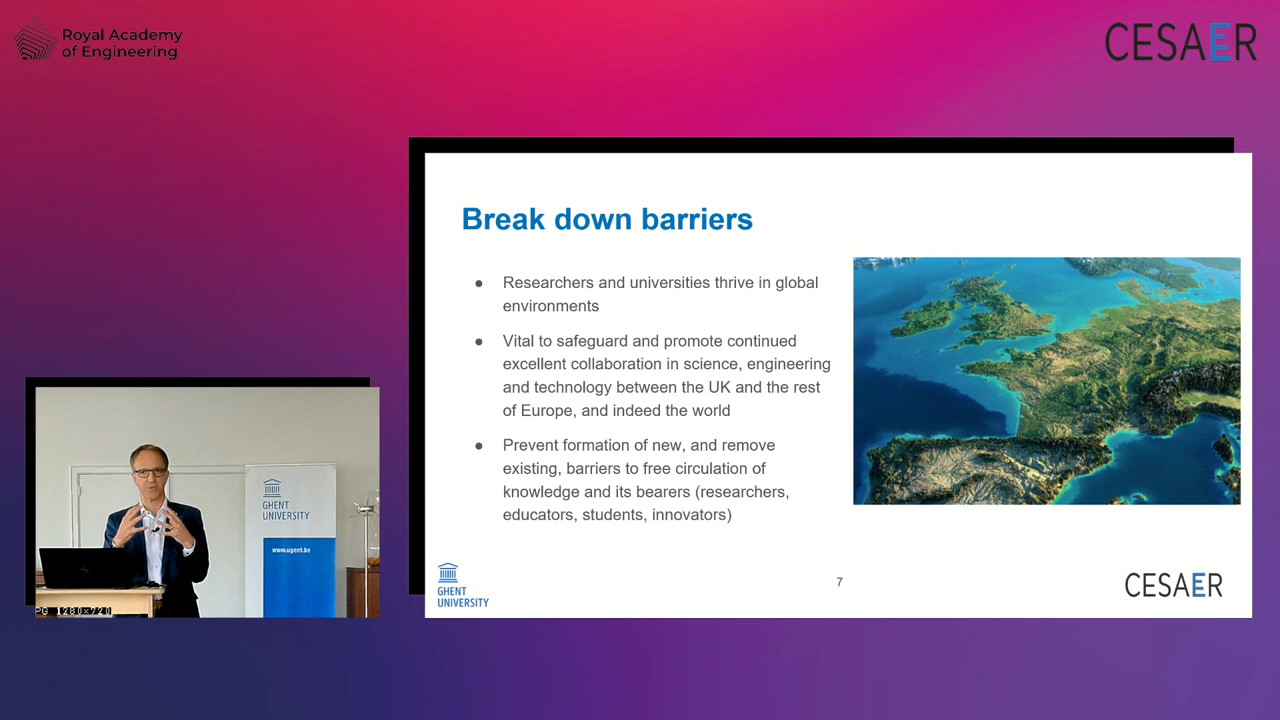 Royal Academy
of Engineering
CESAER
Break down barriers
● Researchers and universities thrive in global
environments
● Vital to safeguard and promote continued
excellent collaboration in science, engineering
and technology between the UK and the rest
of Europe, and indeed the world
● Prevent formation of new, and remove
existing, barriers to free circulation of
knowledge and its bearers (researchers,
educators, students, innovators)
GHENT
UNIVERSITY
www.ugent.be
PG 1280x720
GHENT
UNIVERSITY
7
CESAER